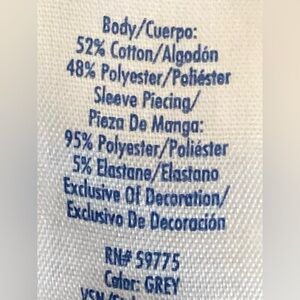 Body/Cuerpo:
52% Cotton/Algodón
48% Polyester/Poliéster
Sleeve Piecing/
Pieza De Manga:
95% Polyester/Poliéster
5% Elastane/Elastano
Exclusive Of Decoration/
Exclusivo De Decoración
RN# 59775
Color: GREY